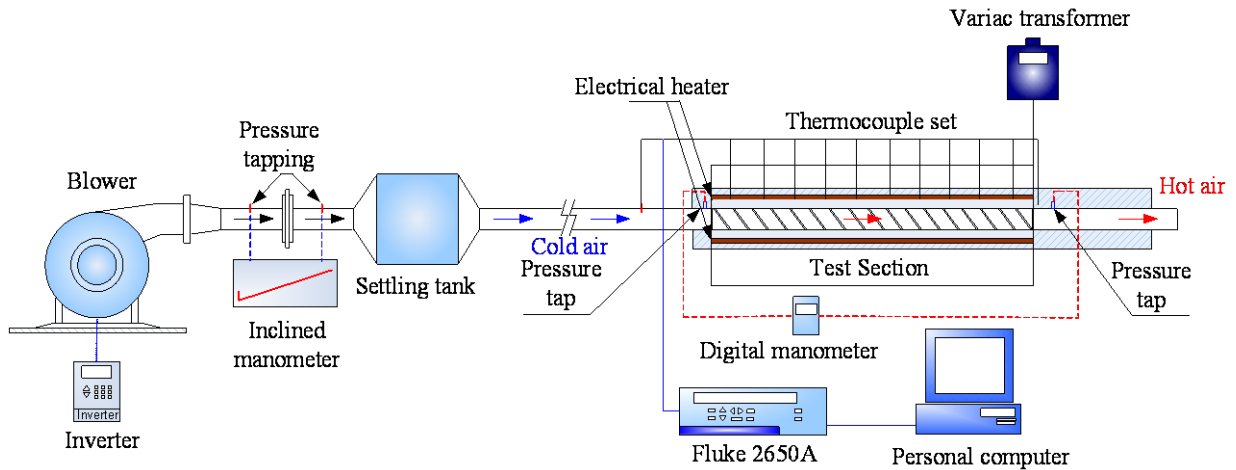 Variac transformer
Electrical heater
Thermocouple set
Pressure
tapping
Blower
Hot air
Cold air
Settling tank
Pressure
tap
Test Section
Pressure
tap
Inclined
manometer
Digital manometer
Inverter
Inverter
Fluke 2650A
Personal computer